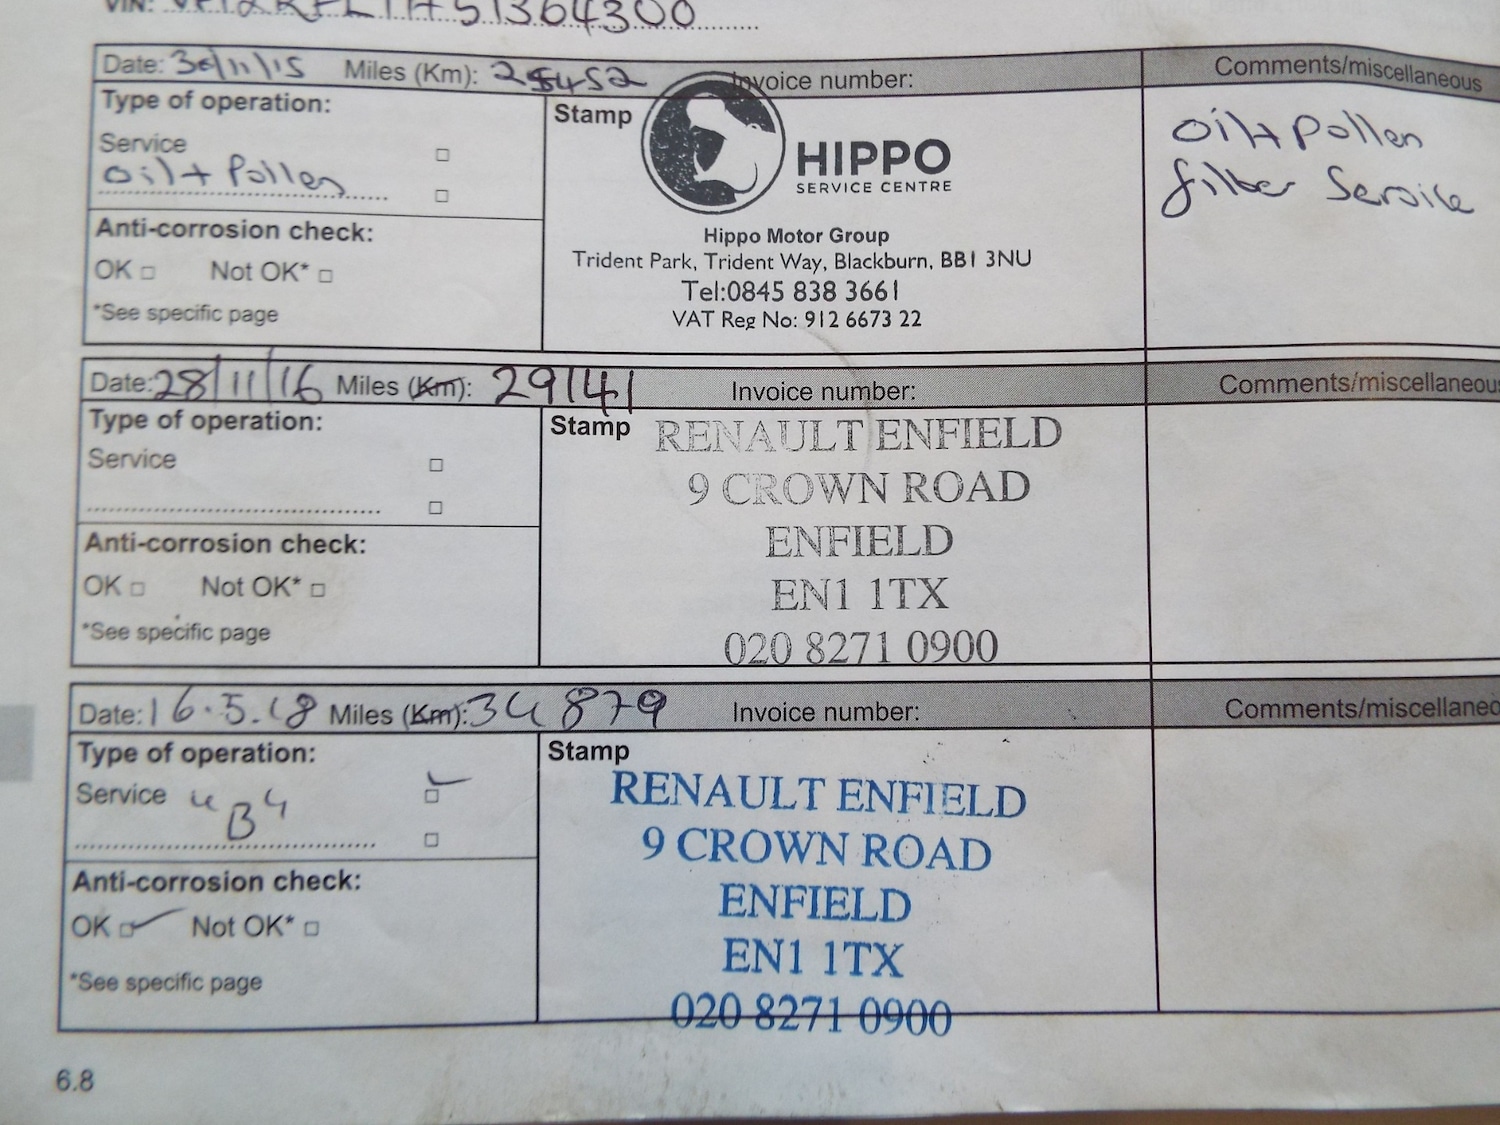 VIN:
Date: 30/11/15 Miles (Km): Invoice number: Comments/miscellaneous
Type of operation:
Stamp
Service
oil + Pollen
HIPPO
SERVICE CENTRE
Oil + pollen
filter Service
Anti-corrosion check:
OK Not OK*
*See specific page
Hippo Motor Group
Trident Park, Trident Way, Blackburn, BB1 3NU
Tel:0845 838 3661
VAT Reg No: 912 6673 22
Date: 28/11/16 Miles (Km): 29141 Invoice number: Comments/miscellaneous
Type of operation:
Stamp
Service
RENAULT ENFIELD
9 CROWN ROAD
ENFIELD
EN1 1TX
020 8271 0900
Anti-corrosion check:
OK Not OK*
*See specific page
Date: 16.5.18 Miles (Km): 34879 Invoice number: Comments/miscellaneo
Type of operation:
Stamp
Service "B"
RENAULT ENFIELD
9 CROWN ROAD
ENFIELD
EN1 1TX
020 8271 0900
Anti-corrosion check:
OK Not OK*
*See specific page
6.8